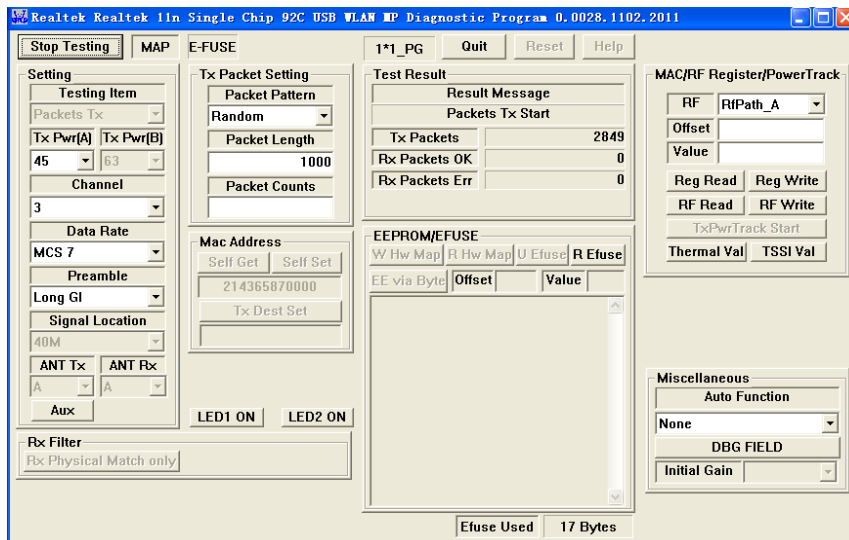 Realtek Realtek 11n Single Chip 92C USB WLAN MP Diagnostic Program 0.0028.1102.2011
Stop Testing MAP E-FUSE 1*1_PG Quit Reset Help
Setting
Testing Item
Packets Tx
Tx Pwr(A) Tx Pwr(B)
45 63
Channel
3
Data Rate
MCS 7
Preamble
Long GI
Signal Location
40M
ANT Tx ANT Rx
A A
Aux
Rx Filter
Rx Physical Match only
Tx Packet Setting
Packet Pattern
Random
Packet Length
1000
Packet Counts
Mac Address
Self Get Self Set
214365870000
Tx Dest Set
LED1 ON LED2 ON
Test Result
Result Message
Packets Tx Start
Tx Packets 2849
Rx Packets OK 0
Rx Packets Err 0
EEPROM/EFUSE
W Hw Map R Hw Map U Efuse R Efuse
EE via Byte Offset Value
Efuse Used 17 Bytes
MAC/RF Register/PowerTrack
RF RfPath_A
Offset
Value
Reg Read Reg Write
RF Read RF Write
TxPwrTrack Start
Thermal Val TSSI Val
Miscellaneous
Auto Function
None
DBG FIELD
Initial Gain